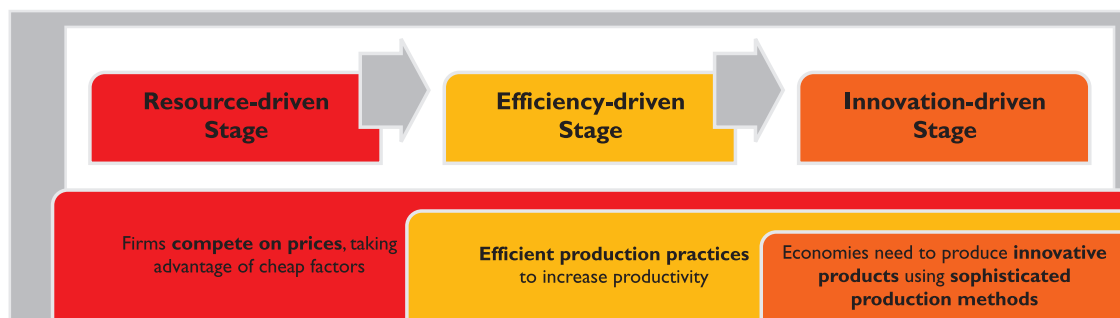 Resource-driven
Stage
Efficiency-driven
Stage
Innovation-driven
Stage
Firms compete on prices, taking
advantage of cheap factors
Efficient production practices
to increase productivity
Economies need to produce innovative
products using sophisticated
production methods